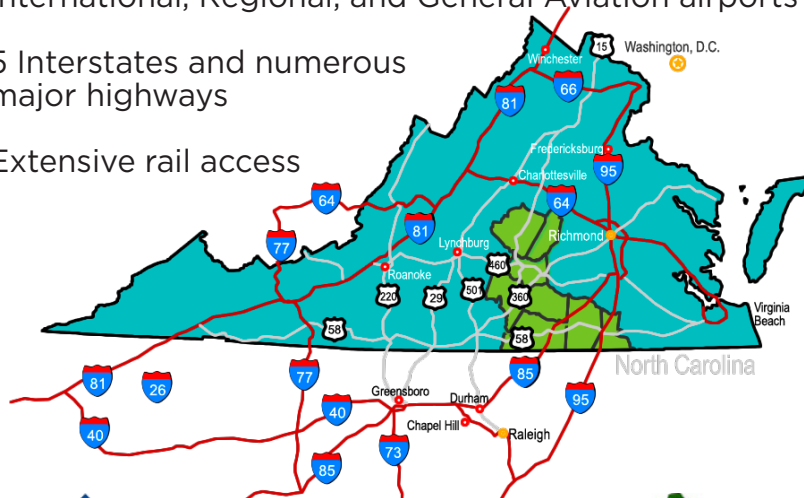 International, Regional, and General Aviation airports
5 Interstates and numerous
major highways
Extensive rail access
15
Washington, D.C.
Winchester
81
66
Fredericksburg
95
Charlottesville
64
64
81
77
Richmond
Lynchburg
460
Roanoke
220
29
501
360
Virginia
Beach
58
58
North Carolina
81
26
77
85
95
Greensboro
Durham
40
Chapel Hill
Raleigh
40
73
85